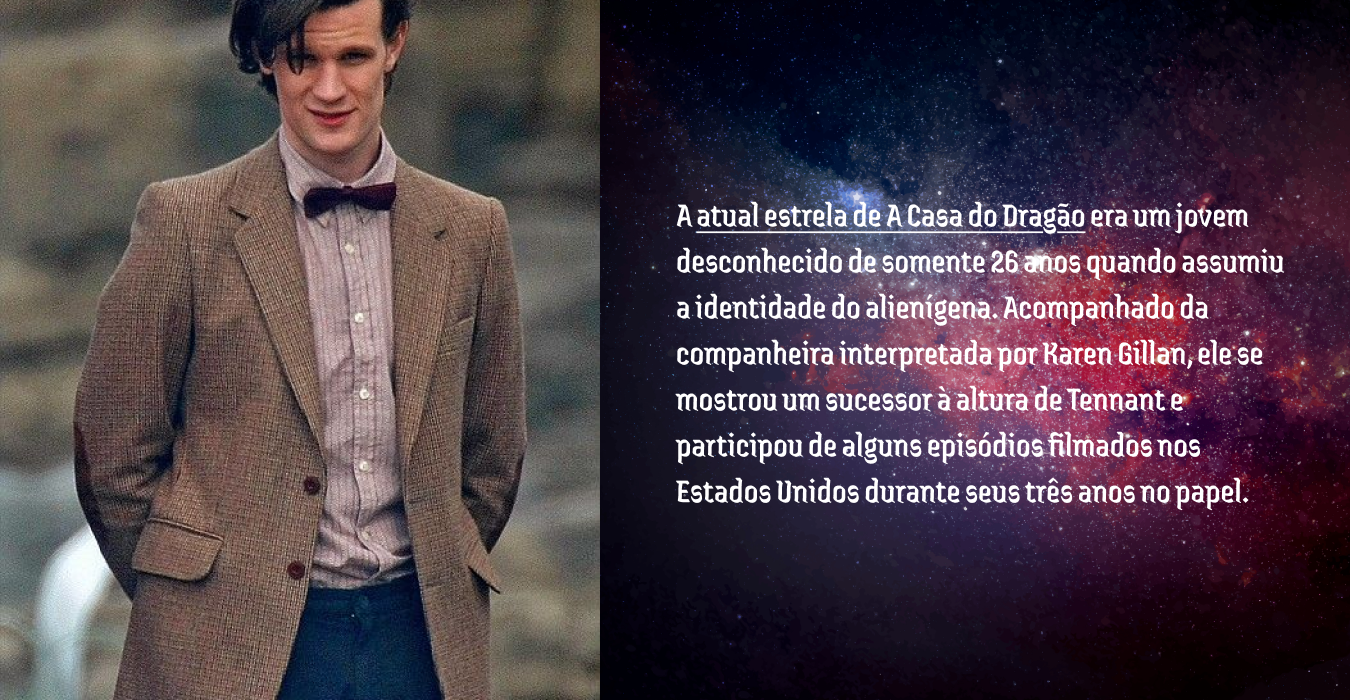 A atual estrela de A Casa do Dragão era um jovem
desconhecido de somente 26 anos quando assumiu
a identidade do alienígena. Acompanhado da
companheira interpretada por Karen Gillan, ele se
mostrou um sucessor à altura de Tennant e
participou de alguns episódios filmados nos
Estados Unidos durante seus três anos no papel.